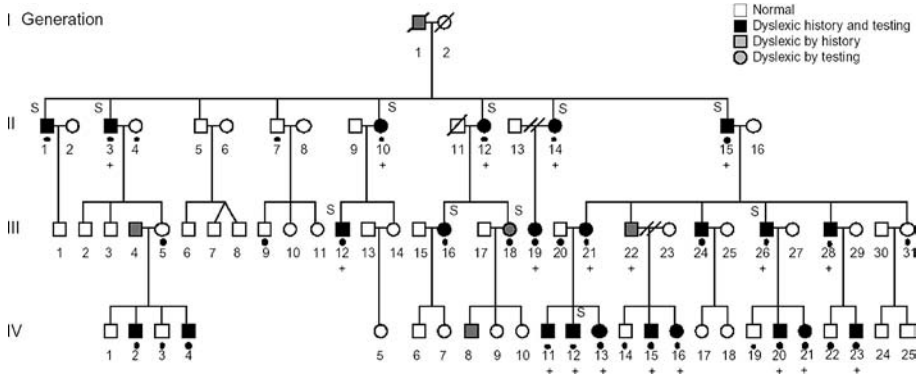 I Generation
Normal
Dyslexic history and testing
Dyslexic by history
Dyslexic by testing
1 2
S S S S S S
II
1 2 3 4 5 6 7 8 9 10 11 12 13 14 15 16
+ + + + +
S S S S
III
1 2 3 4 5 6 7 8 9 10 11 12 13 14 15 16 17 18 19 20 21 22 23 24 25 26 27 28 29 30 31
+ + + + + +
S
IV
1 2 3 4 5 6 7 8 9 10 11 12 13 14 15 16 17 18 19 20 21 22 23 24 25
+ + + + + + + +